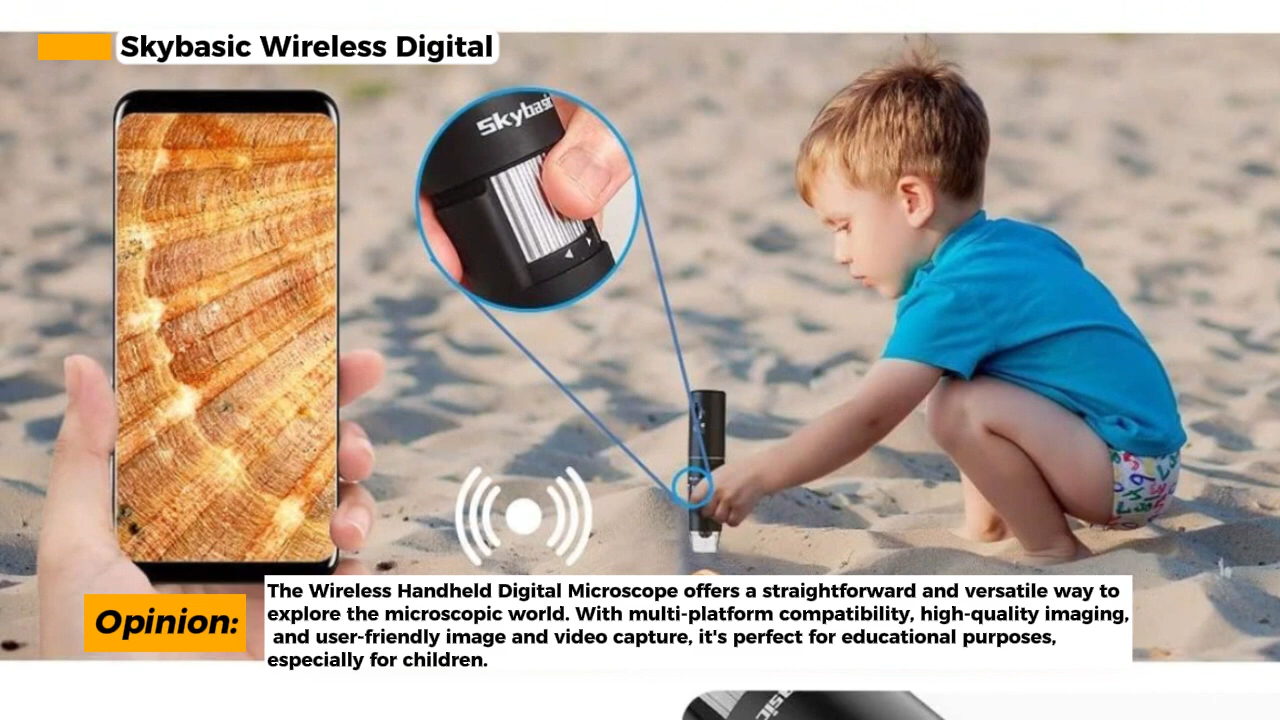 Skybasic Wireless Digital
Skybasic
Opinion:
The Wireless Handheld Digital Microscope offers a straightforward and versatile way to
explore the microscopic world. With multi-platform compatibility, high-quality imaging,
and user-friendly image and video capture, it's perfect for educational purposes,
especially for children.